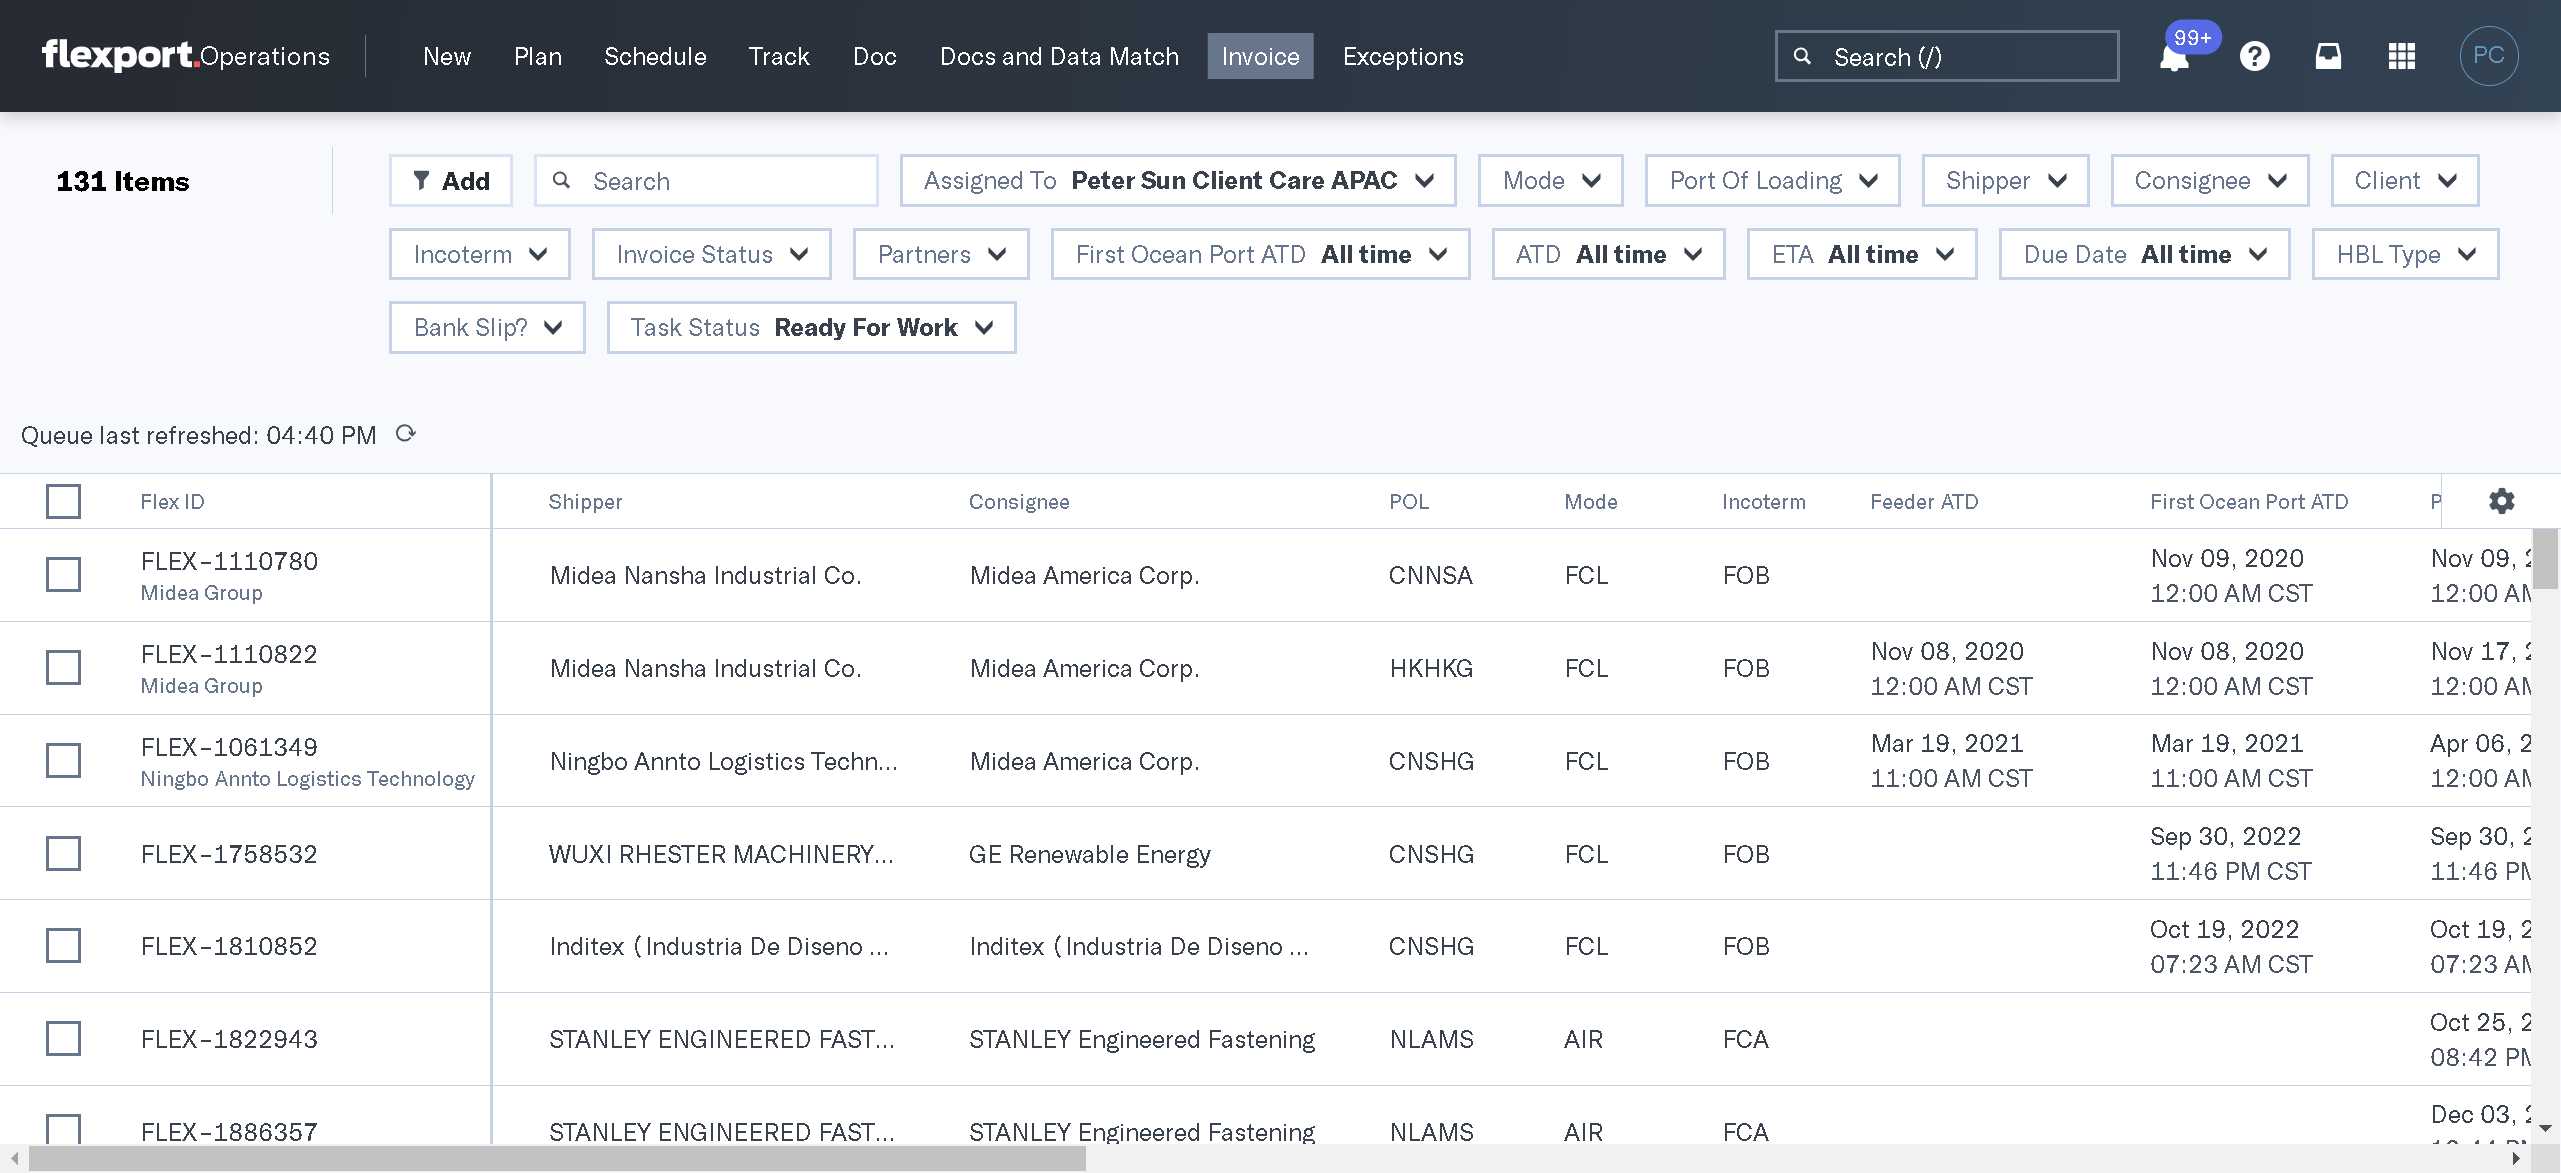 flexport. Operations New Plan Schedule Track Doc Docs and Data Match Invoice Exceptions Search (/) 99+ PC
131 Items Add Search Assigned To Peter Sun Client Care APAC Mode Port Of Loading Shipper Consignee Client
Incoterm Invoice Status Partners First Ocean Port ATD All time ATD All time ETA All time Due Date All time HBL Type
Bank Slip? Task Status Ready For Work
Queue last refreshed: 04:40 PM
Flex ID Shipper Consignee POL Mode Incoterm Feeder ATD First Ocean Port ATD P
FLEX-1110780 Midea Nansha Industrial Co. Midea America Corp. CNNSA FCL FOB Nov 09, 2020 Nov 09, 2
Midea Group 12:00 AM CST 12:00 AM
FLEX-1110822 Midea Nansha Industrial Co. Midea America Corp. HKHKG FCL FOB Nov 08, 2020 Nov 08, 2020 Nov 17, 2
Midea Group 12:00 AM CST 12:00 AM CST 12:00 AM
FLEX-1061349 Ningbo Annto Logistics Techn... Midea America Corp. CNSHG FCL FOB Mar 19, 2021 Mar 19, 2021 Apr 06, 2
Ningbo Annto Logistics Technology 11:00 AM CST 11:00 AM CST 12:00 AM
FLEX-1758532 WUXI RHESTER MACHINERY... GE Renewable Energy CNSHG FCL FOB Sep 30, 2022 Sep 30, 2
11:46 PM CST 11:46 PM
FLEX-1810852 Inditex (Industria De Diseno ... Inditex (Industria De Diseno ... CNSHG FCL FOB Oct 19, 2022 Oct 19, 2
07:23 AM CST 07:23 AM
FLEX-1822943 STANLEY ENGINEERED FAST... STANLEY Engineered Fastening NLAMS AIR FCA Oct 25, 2
08:42 PM
FLEX-1886357 STANLEY ENGINEERED FAST... STANLEY Engineered Fastening NLAMS AIR FCA Dec 03, 2